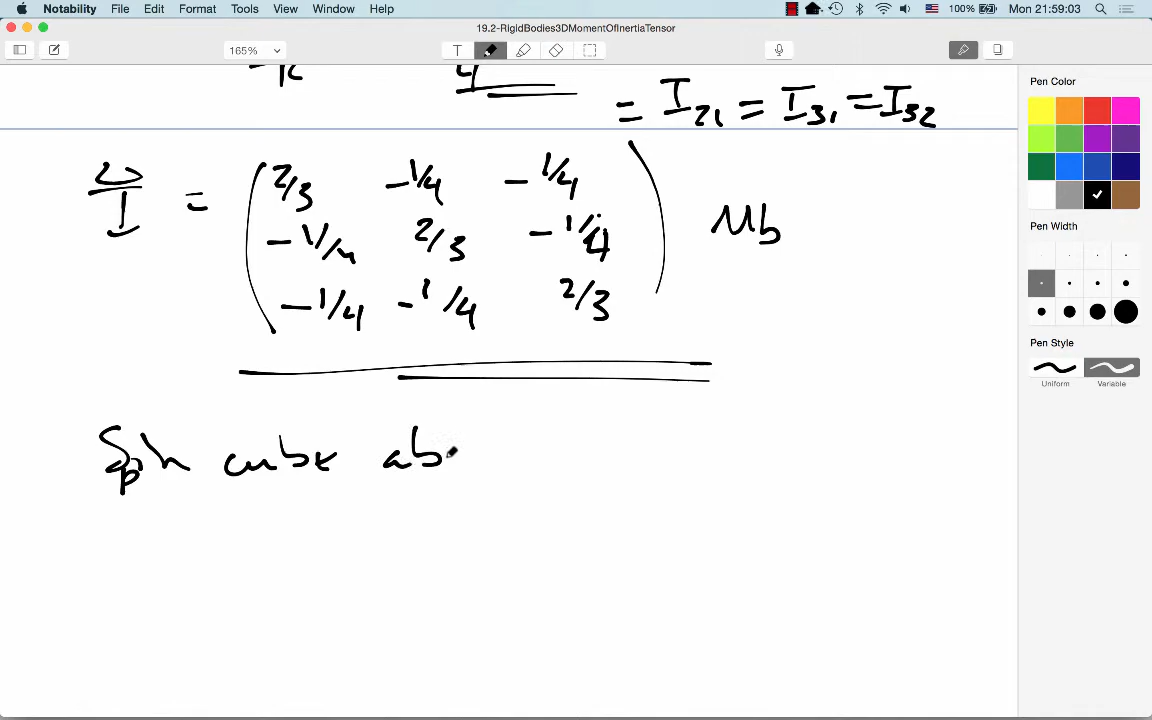 Notability File Edit Format Tools View Window Help 100% Mon 21:59:03
19.2-RigidBodies3DMomentOfInertiaTensor
165% T
Pen Color
4
= I21 = I31 = I32
I = ( 2/3 -1/4 -1/4
-1/4 2/3 -1/4
-1/4 -1/4 2/3 ) Mb
Pen Width
Pen Style
Uniform Variable
Sph cube ab